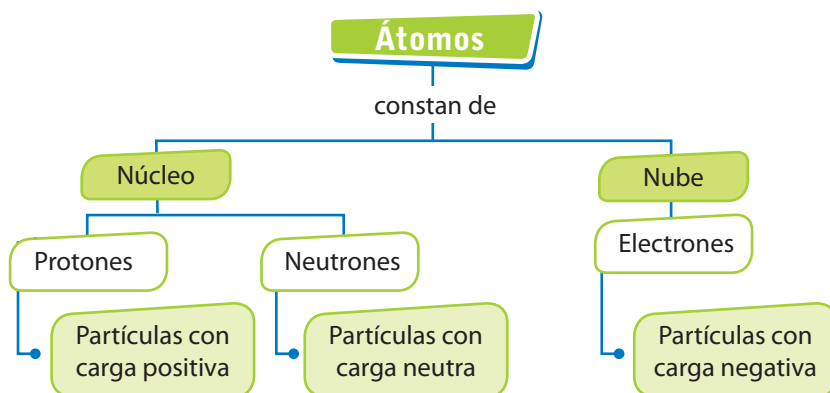 Átomos
constan de
Núcleo
Nube
Protones
Neutrones
Electrones
Partículas con
carga positiva
Partículas con
carga neutra
Partículas con
carga negativa